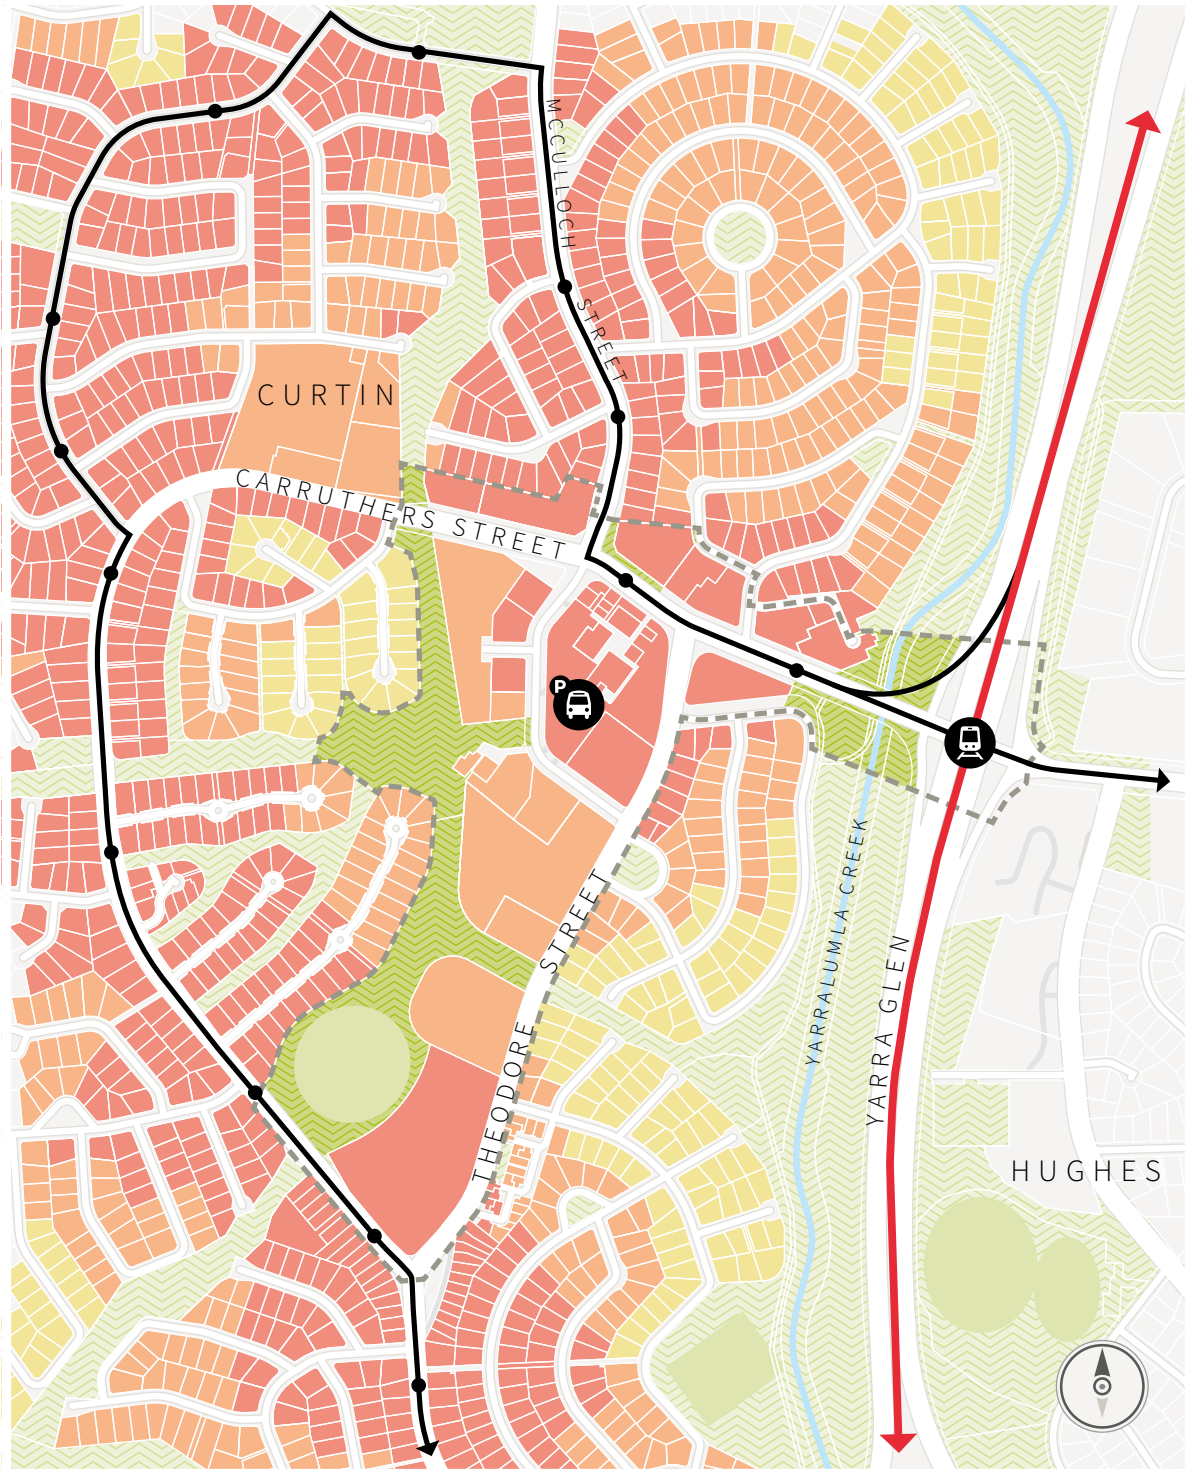 MCCULLOCH STREET
CURTIN
CARRUTHERS STREET
P
THEODORE STREET
YARRALUMLA CREEK
YARRA GLEN
HUGHES